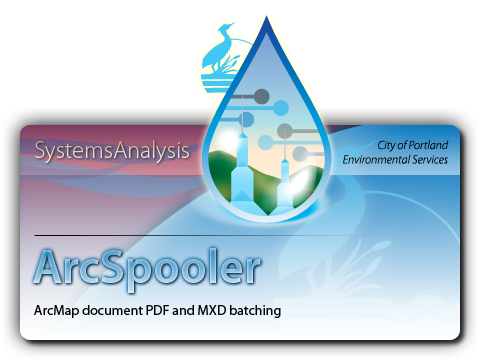 SystemsAnalysis
City of Portland
Environmental Services
ArcSpooler
ArcMap document PDF and MXD batching